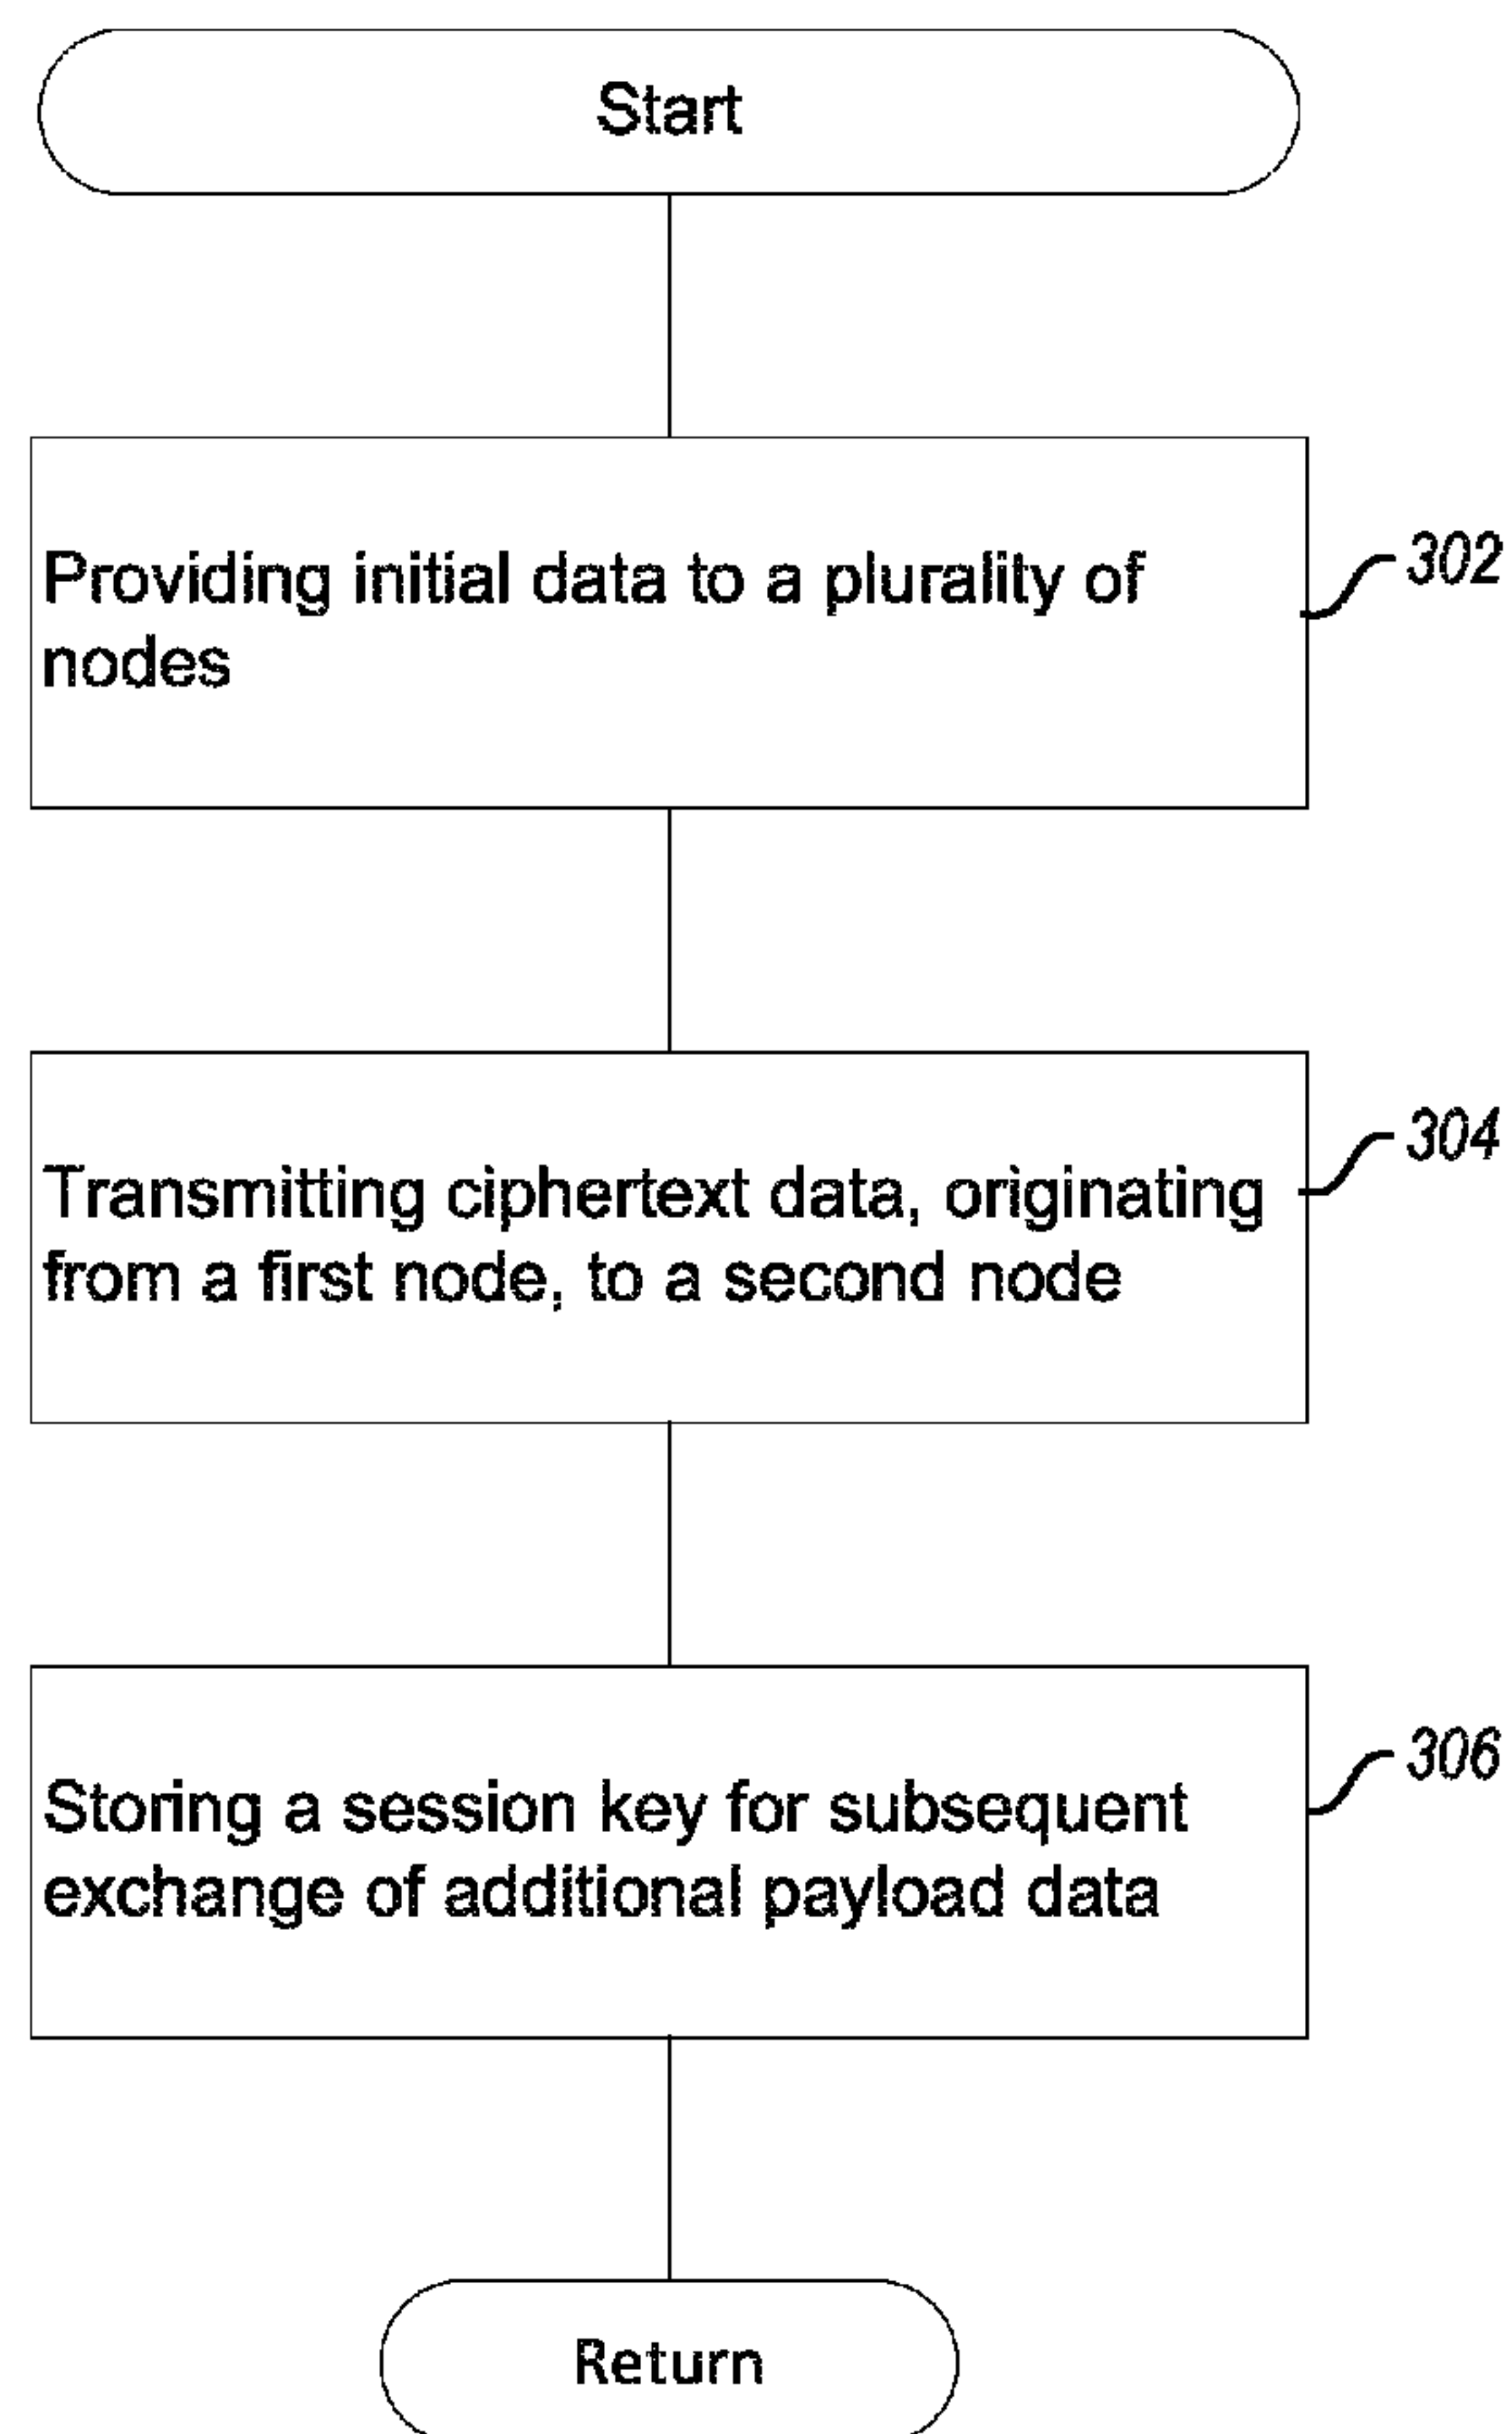 Start
Providing initial data to a plurality of
nodes
302
Transmitting ciphertext data, originating
from a first node, to a second node
304
Storing a session key for subsequent
exchange of additional payload data
306
Return